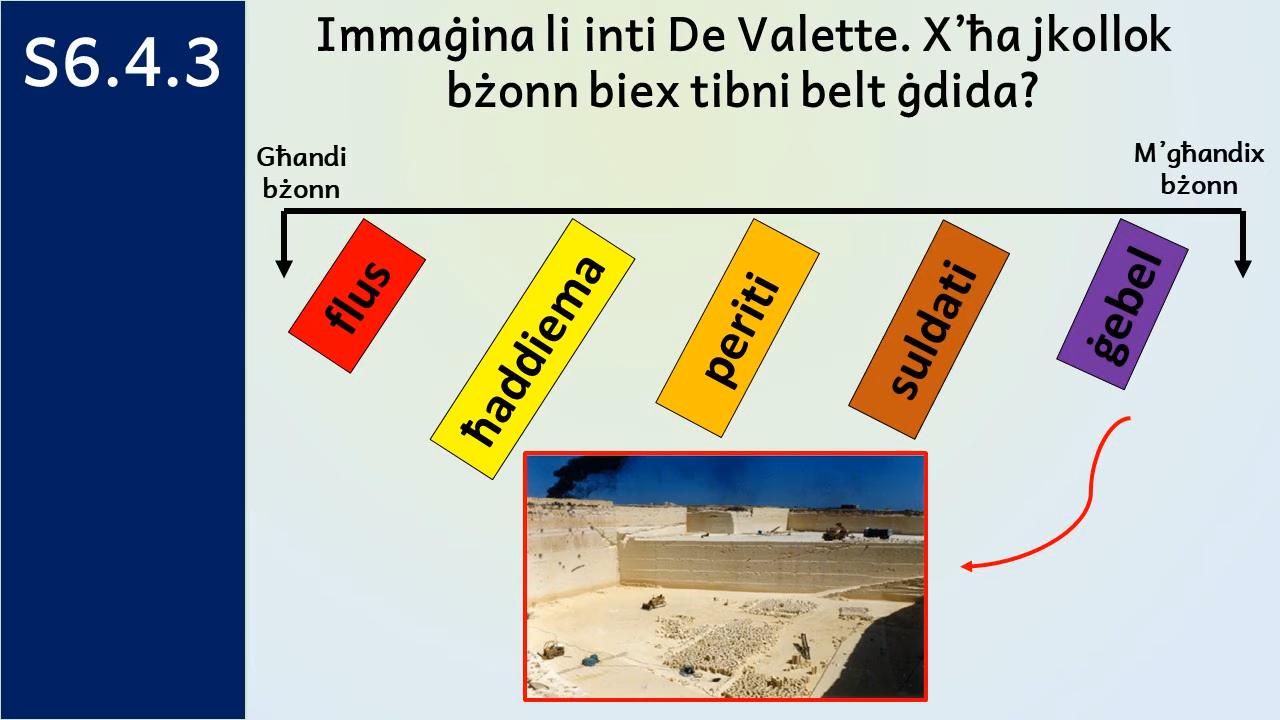 S6.4.3
Immaġina li inti De Valette. X’ħa jkollok
bżonn biex tibni belt ġdida?
Għandi
bżonn
M’għandix
bżonn
flus
ħaddiema
periti
suldati
ġebel